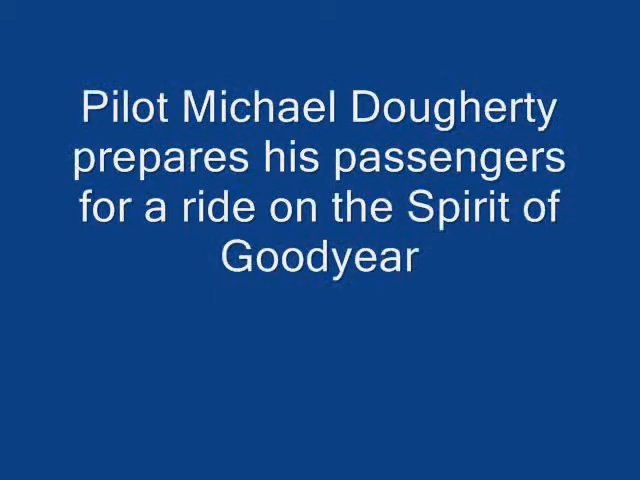 Pilot Michael Dougherty
prepares his passengers
for a ride on the Spirit of
Goodyear